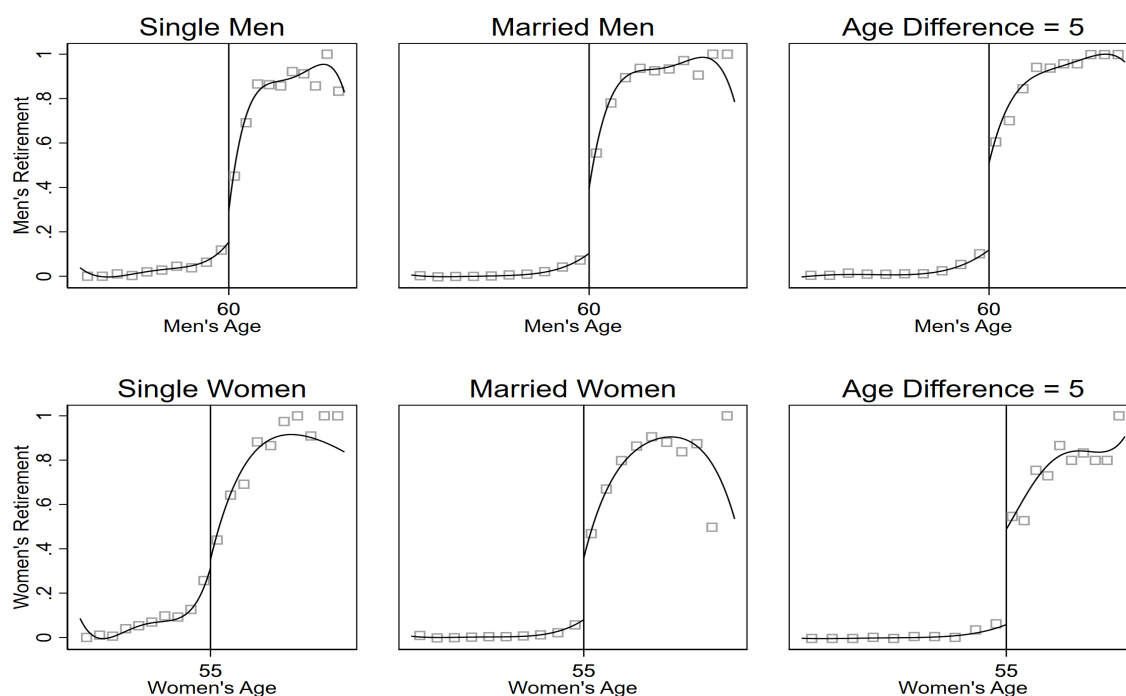 Single Men
Married Men
Age Difference = 5
Men's Retirement
1
.8
.6
.4
.2
0
60
60
60
Men's Age
Men's Age
Men's Age
Single Women
Married Women
Age Difference = 5
Women's Retirement
1
.8
.6
.4
.2
0
55
55
55
Women's Age
Women's Age
Women's Age